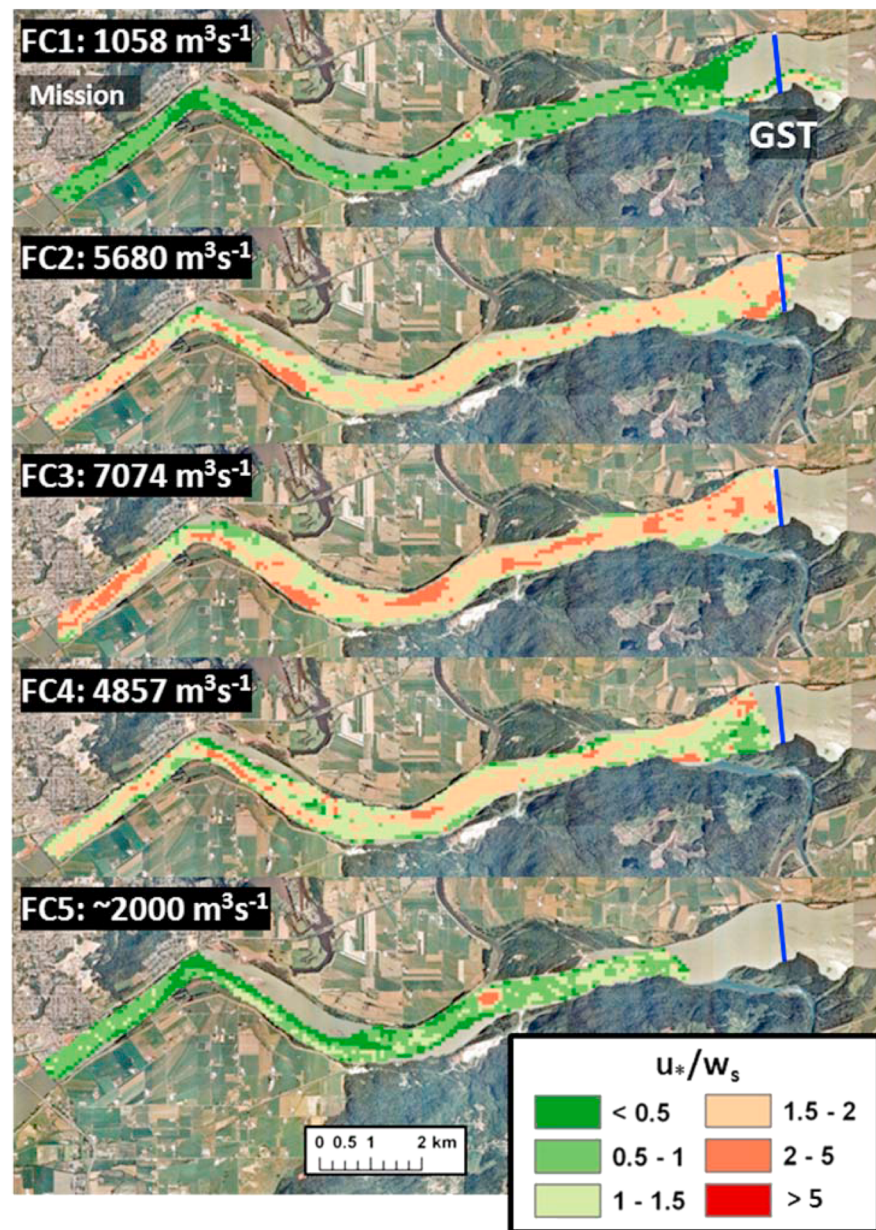 FC1: 1058 m³s⁻¹
Mission
GST
FC2: 5680 m³s⁻¹
FC3: 7074 m³s⁻¹
FC4: 4857 m³s⁻¹
FC5: ~2000 m³s⁻¹
0 0.5 1 2 km
u*/wₛ
< 0.5
1.5 - 2
0.5 - 1
2 - 5
1 - 1.5
> 5